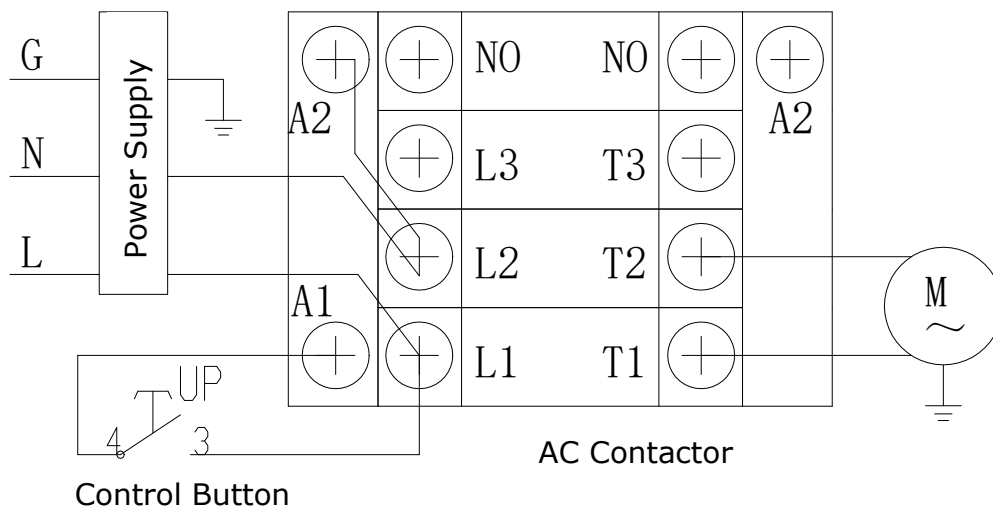 G
N
L
Power Supply
A2
NO NO
A2
L3 T3
L2 T2
A1
L1 T1
M
UP
4 3
AC Contactor
Control Button